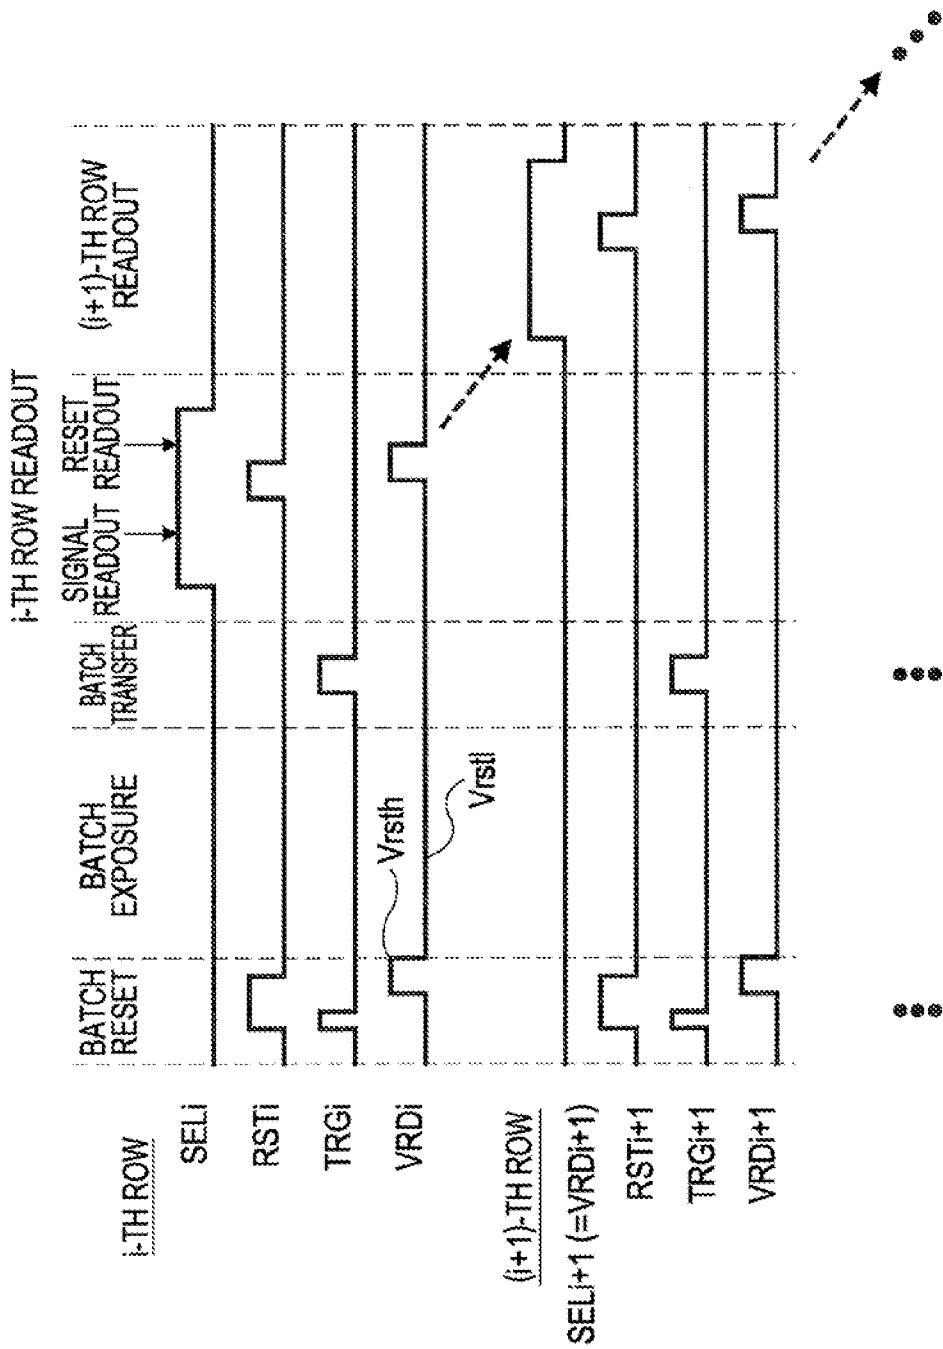 i-TH ROW READOUT
BATCH
RESET
BATCH
EXPOSURE
BATCH
TRANSFER
SIGNAL
READOUT
RESET
READOUT
(i+1)-TH ROW
READOUT
i-TH ROW
SELi
RSTi
TRGi
VRDi
Vrsth
Vrstl
(i+1)-TH ROW
SELi+1 (=VRDi+1)
RSTi+1
TRGi+1
VRDi+1